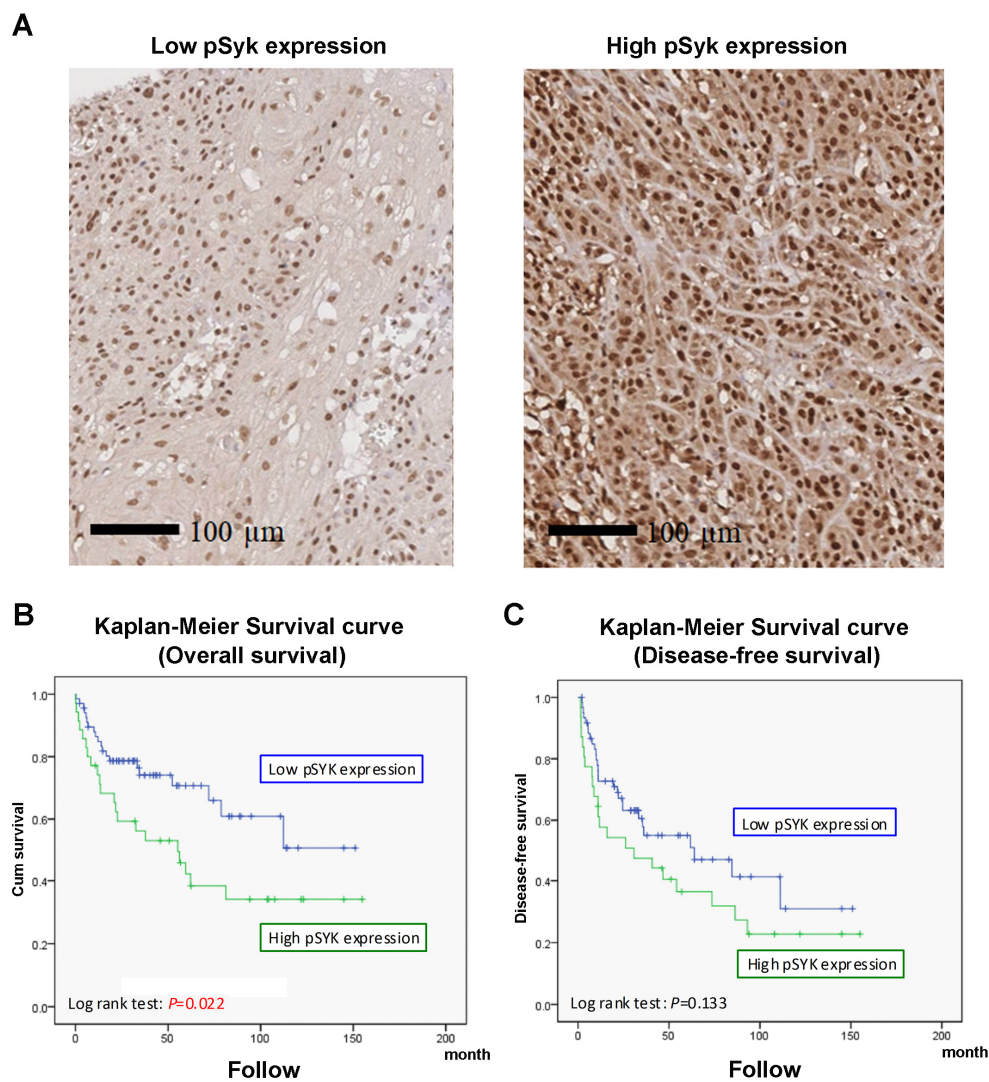 A
Low pSyk expression
High pSyk expression
100 µm
100 µm
B
Kaplan-Meier Survival curve
(Overall survival)
Cum survival
1.0
0.8
0.6
0.4
0.2
0.0
Low pSYK expression
High pSYK expression
Log rank test: P=0.022
0
50
100
150
200
month
Follow
C
Kaplan-Meier Survival curve
(Disease-free survival)
Disease-free survival
1.0
0.8
0.6
0.4
0.2
0.0
Low pSYK expression
High pSYK expression
Log rank test: P=0.133
0
50
100
150
200
month
Follow